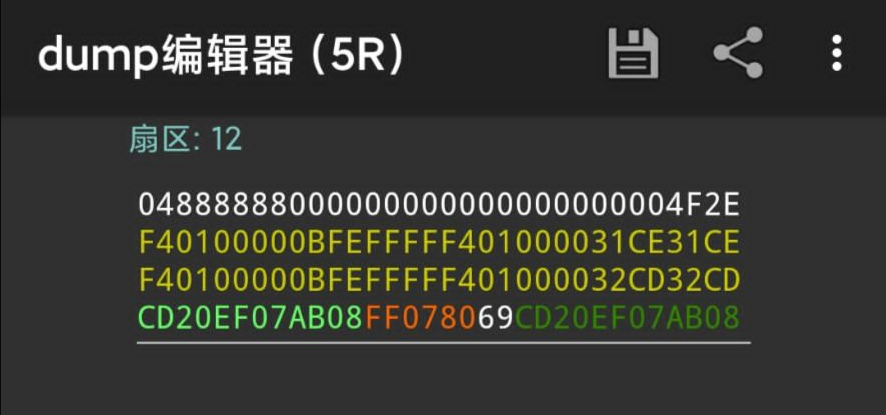 dump编辑器（5R）
扇区: 12
04888888000000000000000000004F2E
F40100000BFEFFFFF401000031CE31CE
F40100000BFEFFFFF401000032CD32CD
CD20EF07AB08FF078069CD20EF07AB08